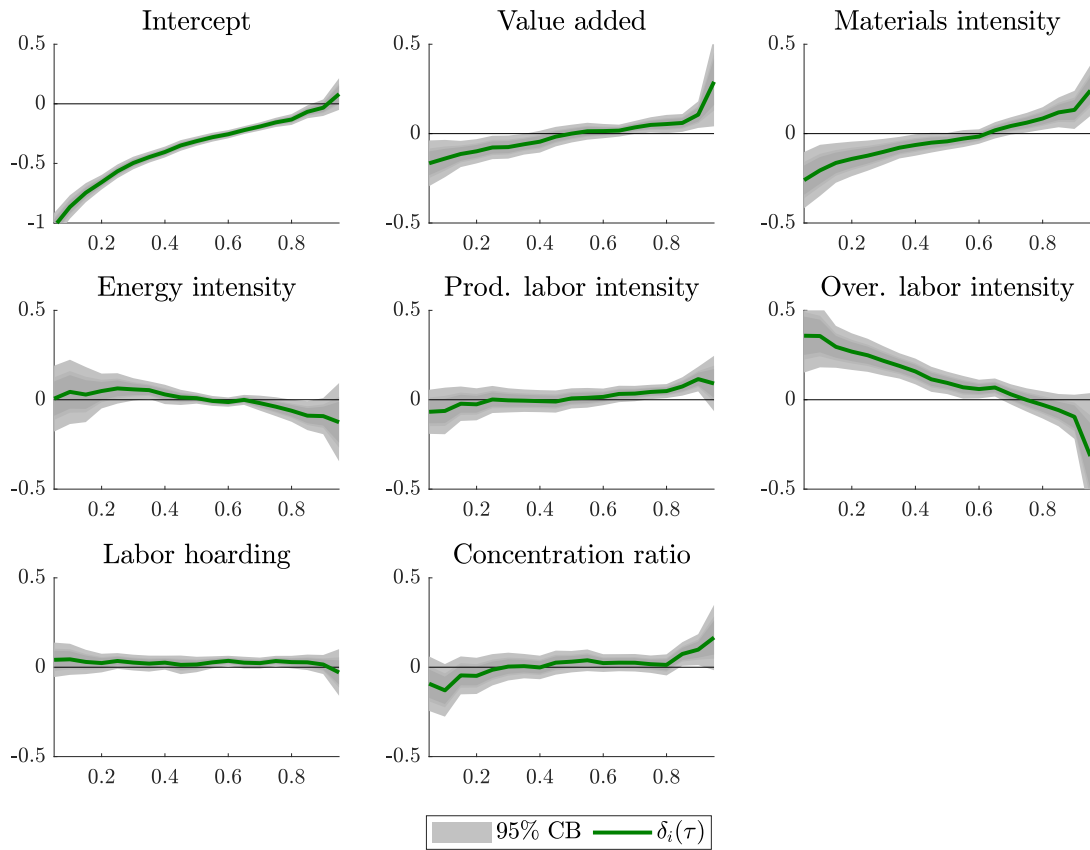 Intercept
Value added
Materials intensity
0.5
0
-0.5
-1
0.2 0.4 0.6 0.8
0.5
0
-0.5
0.2 0.4 0.6 0.8
0.5
0
-0.5
0.2 0.4 0.6 0.8
Energy intensity
Prod. labor intensity
Over. labor intensity
0.5
0
-0.5
0.2 0.4 0.6 0.8
0.5
0
-0.5
0.2 0.4 0.6 0.8
0.5
0
-0.5
0.2 0.4 0.6 0.8
Labor hoarding
Concentration ratio
0.5
0
-0.5
0.2 0.4 0.6 0.8
0.5
0
-0.5
0.2 0.4 0.6 0.8
95% CB δᵢ(τ)